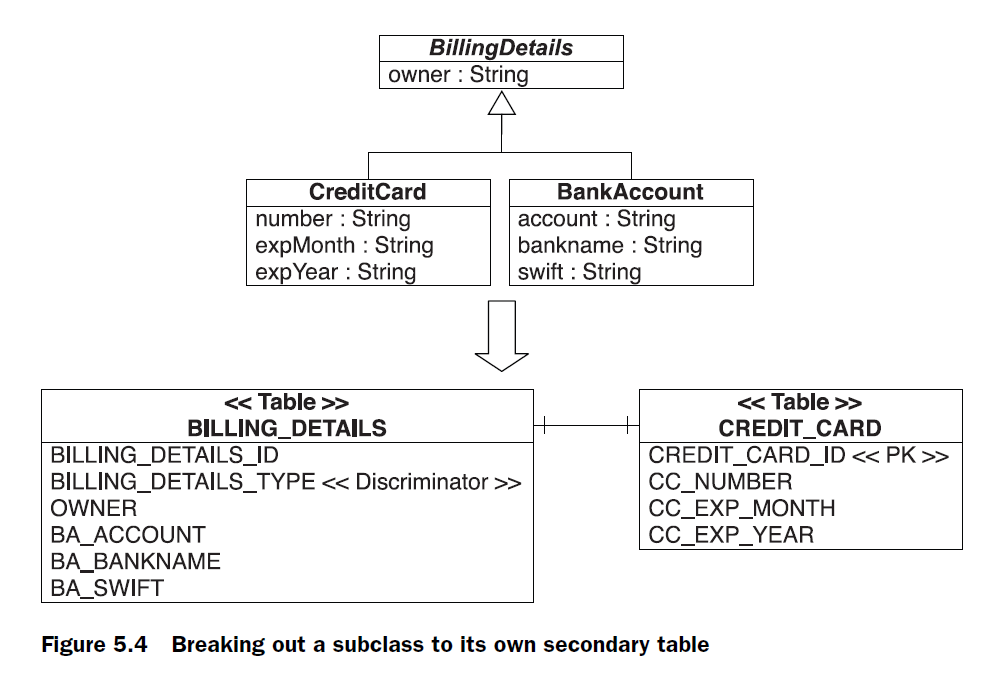 BillingDetails
owner : String
CreditCard
number : String
expMonth : String
expYear : String
BankAccount
account : String
bankname : String
swift : String
<< Table >>
BILLING_DETAILS
BILLING_DETAILS_ID
BILLING_DETAILS_TYPE << Discriminator >>
OWNER
BA_ACCOUNT
BA_BANKNAME
BA_SWIFT
<< Table >>
CREDIT_CARD
CREDIT_CARD_ID << PK >>
CC_NUMBER
CC_EXP_MONTH
CC_EXP_YEAR
Figure 5.4 Breaking out a subclass to its own secondary table